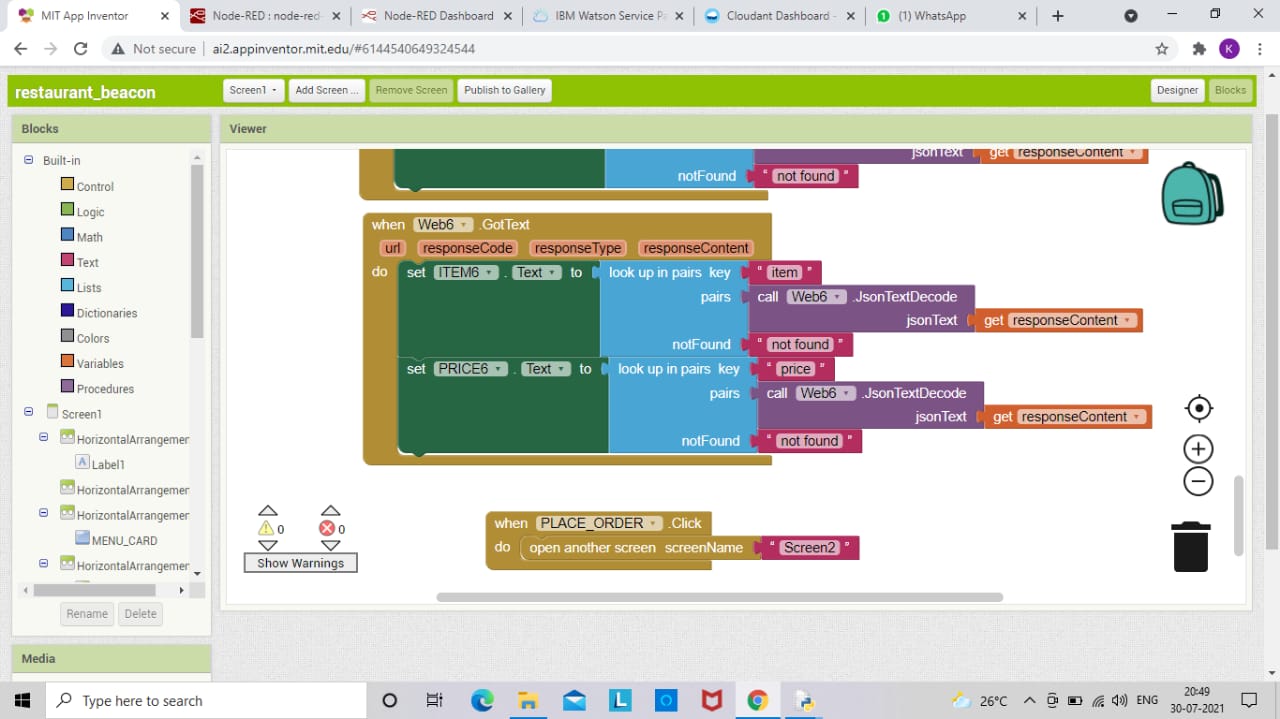 MIT App Inventor
Node-RED : node-red-
Node-RED Dashboard
IBM Watson Service Pa
Cloudant Dashboard -
(1) WhatsApp
Not secure
ai2.appinventor.mit.edu/#6144540649324544
K
restaurant_beacon
Screen1
Add Screen ...
Remove Screen
Publish to Gallery
Designer
Blocks
Blocks
Viewer
Built-in
Control
Logic
Math
Text
Lists
Dictionaries
Colors
Variables
Procedures
Screen1
HorizontalArrangemer
Label1
HorizontalArrangemer
HorizontalArrangemer
MENU_CARD
HorizontalArrangemer
Rename
Delete
Media
jsonText get responseContent
notFound " not found "
when Web6 .GotText
url responseCode responseType responseContent
do set ITEM6 . Text to look up in pairs key " item "
pairs call Web6 .JsonTextDecode
jsonText get responseContent
notFound " not found "
set PRICE6 . Text to look up in pairs key " price "
pairs call Web6 .JsonTextDecode
jsonText get responseContent
notFound " not found "
when PLACE_ORDER .Click
do open another screen screenName " Screen2 "
0 0
Show Warnings
Type here to search
26°C
ENG
20:49
30-07-2021